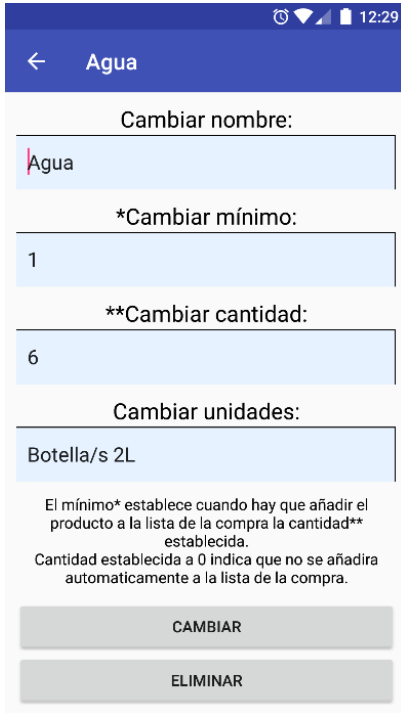 12:29
Agua
Cambiar nombre:
Agua
*Cambiar mínimo:
1
**Cambiar cantidad:
6
Cambiar unidades:
Botella/s 2L
El mínimo* establece cuando hay que añadir el
producto a la lista de la compra la cantidad**
establecida.
Cantidad establecida a 0 indica que no se añadira
automaticamente a la lista de la compra.
CAMBIAR
ELIMINAR